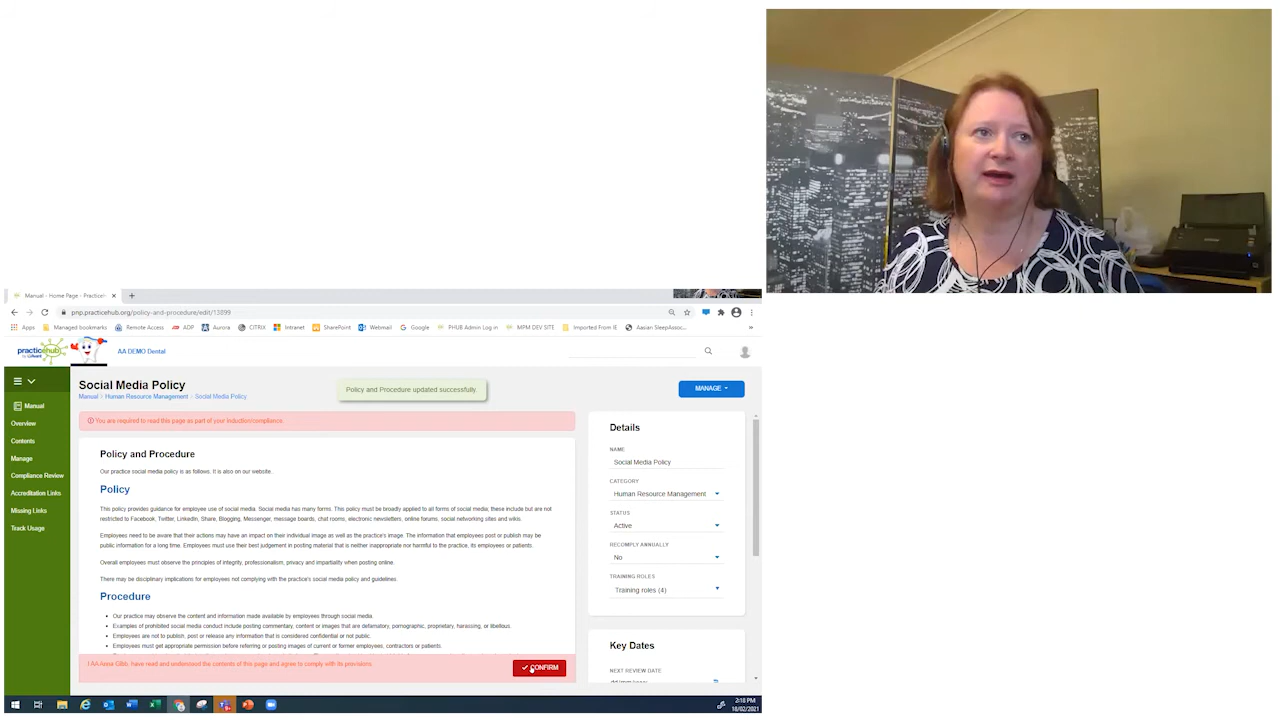 Manual - Home Page - Practice
pnp.practicehub.org/policy-and-procedure/edit/13899
Apps Managed bookmarks Remote Access ADP Aurora CITRIX Intranet SharePoint Webmail Google PHUB Admin Log in MPM DEV SITE Imported From IE Aasian SleepAssoc...
practicehub
AA DEMO Dental
Manual
Overview
Contents
Manage
Compliance Review
Accreditation Links
Missing Links
Track Usage
Social Media Policy
Manual > Human Resource Management > Social Media Policy
Policy and Procedure updated successfully.
MANAGE
You are required to read this page as part of your induction/compliance.
Policy and Procedure
Our practice social media policy is as follows. It is also on our website.
Policy
This policy provides guidance for employee use of social media. Social media has many forms. This policy must be broadly applied to all forms of social media; these include but are not
restricted to Facebook, Twitter, LinkedIn, Share, Blogging, Messenger, message boards, chat rooms, electronic newsletters, online forums, social networking sites and wikis.
Employees need to be aware that their actions may have an impact on their individual image as well as the practice's image. The information that employees post or publish may be
public information for a long time. Employees must use their best judgement in posting material that is neither inappropriate nor harmful to the practice, its employees or patients.
Overall employees must observe the principles of integrity, professionalism, privacy and impartiality when posting online.
There may be disciplinary implications for employees not complying with the practice's social media policy and guidelines.
Procedure
• Our practice may observe the content and information made available by employees through social media.
• Examples of prohibited social media conduct include posting commentary, content or images that are defamatory, pornographic, proprietary, harassing, or libellous.
• Employees are not to publish, post or release any information that is considered confidential or not public.
• Employees must get appropriate permission before referring or posting images of current or former employees, contractors or patients.
I AA Anna Gibb, have read and understood the contents of this page and agree to comply with its provisions.
CONFIRM
Details
NAME
Social Media Policy
CATEGORY
Human Resource Management
STATUS
Active
RECOMPLY ANNUALLY
No
TRAINING ROLES
Training roles (4)
Key Dates
NEXT REVIEW DATE
2:18 PM
18/02/2021